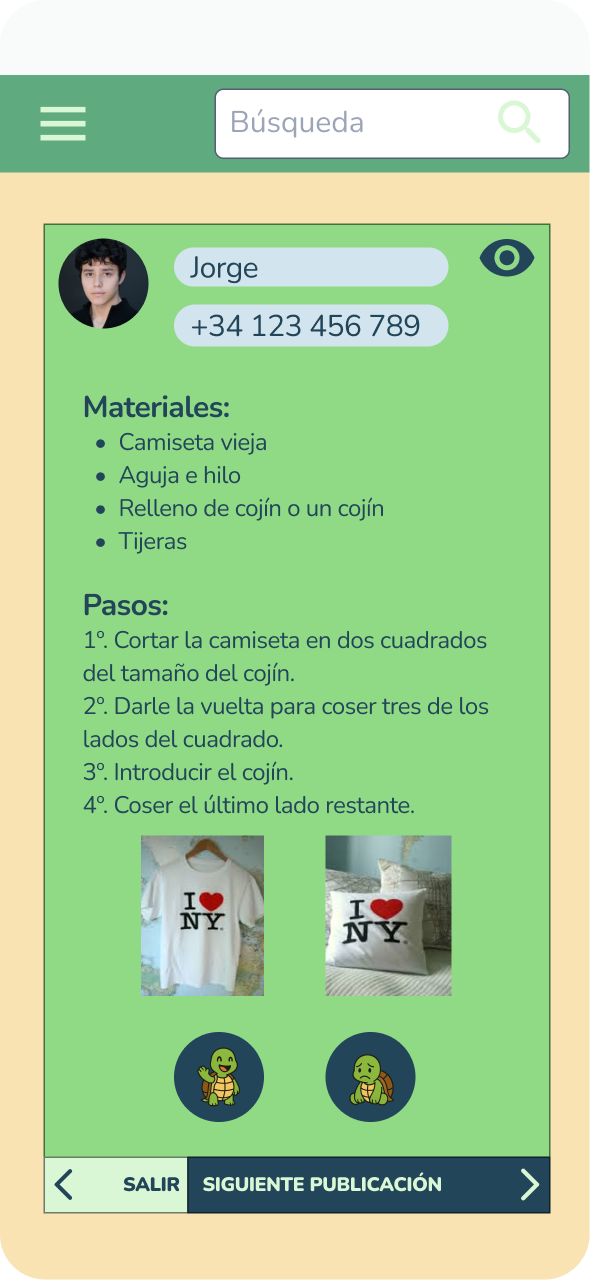 Búsqueda
Jorge
+34 123 456 789
Materiales:
• Camiseta vieja
• Aguja e hilo
• Relleno de cojín o un cojín
• Tijeras
Pasos:
1º. Cortar la camiseta en dos cuadrados
del tamaño del cojín.
2º. Darle la vuelta para coser tres de los
lados del cuadrado.
3º. Introducir el cojín.
4º. Coser el último lado restante.
I ❤ NY
I ❤ NY
SALIR
SIGUIENTE PUBLICACIÓN